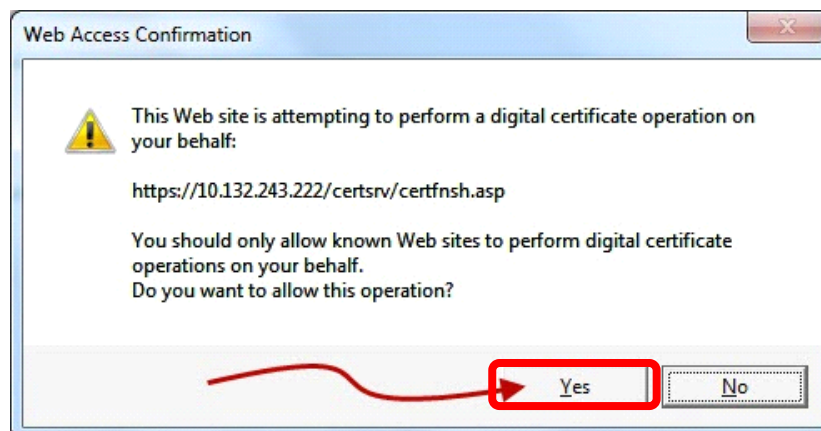 Web Access Confirmation
This Web site is attempting to perform a digital certificate operation on
your behalf:
https://10.132.243.222/certsrv/certfnsh.asp
You should only allow known Web sites to perform digital certificate
operations on your behalf.
Do you want to allow this operation?
Yes No